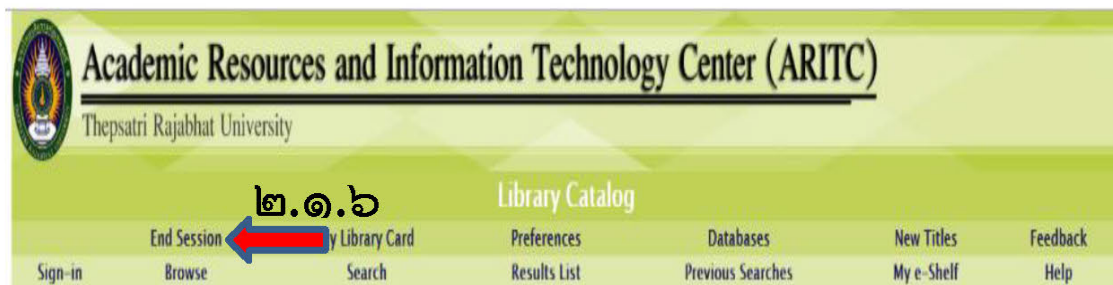 Academic Resources and Information Technology Center (ARITC)
Thepsatri Rajabhat University
Library Catalog
๒.๑.๖
End Session y Library Card Preferences Databases New Titles Feedback
Sign-in Browse Search Results List Previous Searches My e-Shelf Help